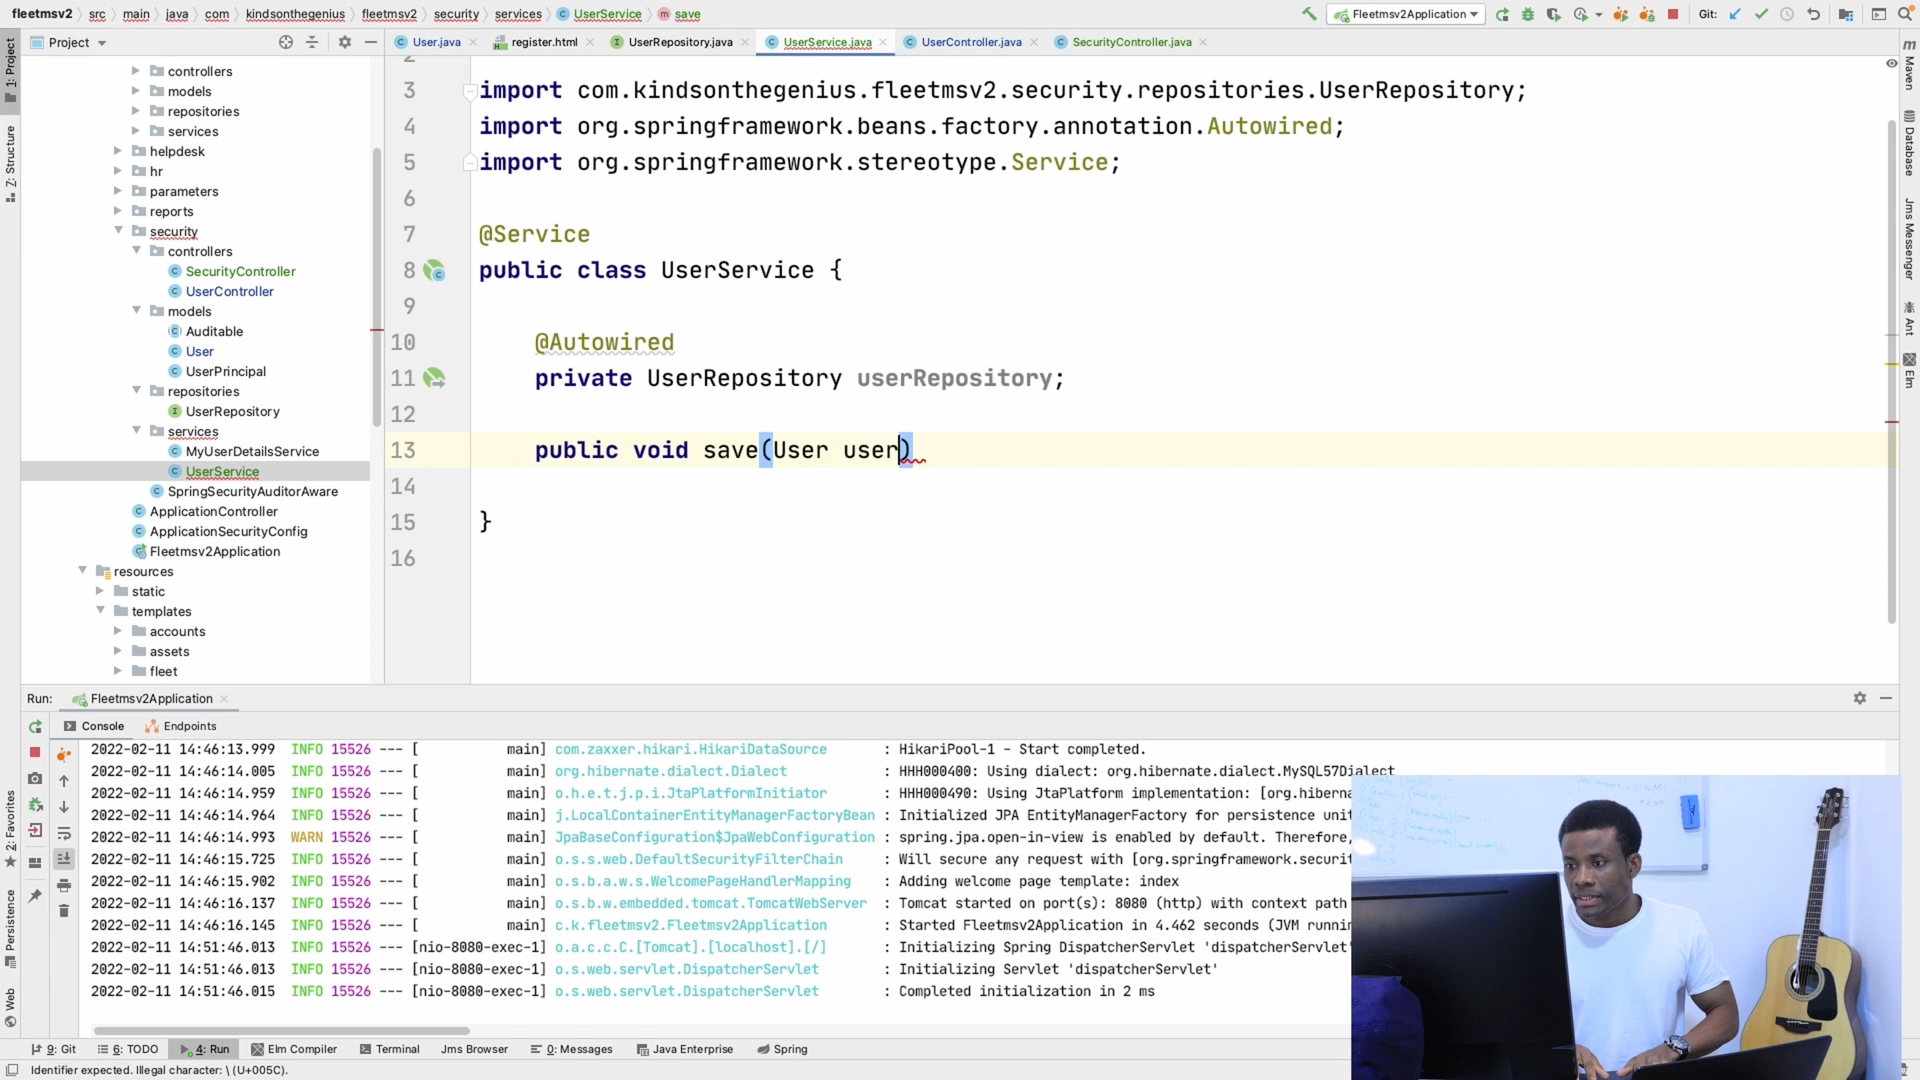 fleetmsv2 src main java com kindsonthegenius fleetmsv2 security services UserService save
Fleetmsv2Application Git:
Project
User.java register.html UserRepository.java UserService.java UserController.java SecurityController.java
controllers
models
repositories
services
helpdesk
hr
parameters
reports
security
controllers
SecurityController
UserController
models
Auditable
User
UserPrincipal
repositories
UserRepository
services
MyUserDetailsService
UserService
SpringSecurityAuditorAware
ApplicationController
ApplicationSecurityConfig
Fleetmsv2Application
resources
static
templates
accounts
assets
fleet
2
3 import com.kindsonthegenius.fleetmsv2.security.repositories.UserRepository;
4 import org.springframework.beans.factory.annotation.Autowired;
5 import org.springframework.stereotype.Service;
6
7 @Service
8 public class UserService {
9
10 @Autowired
11 private UserRepository userRepository;
12
13 public void save(User user)
14
15 }
16
1: Project
Z: Structure
2: Favorites
Persistence
Web
Maven
Database
Jms Messenger
Ant
Elm
Run: Fleetmsv2Application
Console Endpoints
2022-02-11 14:46:13.999 INFO 15526 --- [ main] com.zaxxer.hikari.HikariDataSource : HikariPool-1 - Start completed.
2022-02-11 14:46:14.005 INFO 15526 --- [ main] org.hibernate.dialect.Dialect : HHH000400: Using dialect: org.hibernate.dialect.MySQL57Dialect
2022-02-11 14:46:14.959 INFO 15526 --- [ main] o.h.e.t.j.p.i.JtaPlatformInitiator : HHH000490: Using JtaPlatform implementation: [org.hiberna
2022-02-11 14:46:14.964 INFO 15526 --- [ main] j.LocalContainerEntityManagerFactoryBean : Initialized JPA EntityManagerFactory for persistence unit
2022-02-11 14:46:14.993 WARN 15526 --- [ main] JpaBaseConfiguration$JpaWebConfiguration : spring.jpa.open-in-view is enabled by default. Therefore,
2022-02-11 14:46:15.725 INFO 15526 --- [ main] o.s.s.web.DefaultSecurityFilterChain : Will secure any request with [org.springframework.securit
2022-02-11 14:46:15.902 INFO 15526 --- [ main] o.s.b.a.w.s.WelcomePageHandlerMapping : Adding welcome page template: index
2022-02-11 14:46:16.137 INFO 15526 --- [ main] o.s.b.w.embedded.tomcat.TomcatWebServer : Tomcat started on port(s): 8080 (http) with context path
2022-02-11 14:46:16.145 INFO 15526 --- [ main] c.k.fleetmsv2.Fleetmsv2Application : Started Fleetmsv2Application in 4.462 seconds (JVM runnin
2022-02-11 14:51:46.013 INFO 15526 --- [nio-8080-exec-1] o.a.c.c.C.[Tomcat].[localhost].[/] : Initializing Spring DispatcherServlet 'dispatcherServlet'
2022-02-11 14:51:46.013 INFO 15526 --- [nio-8080-exec-1] o.s.web.servlet.DispatcherServlet : Initializing Servlet 'dispatcherServlet'
2022-02-11 14:51:46.015 INFO 15526 --- [nio-8080-exec-1] o.s.web.servlet.DispatcherServlet : Completed initialization in 2 ms
9: Git 6: TODO 4: Run Elm Compiler Terminal Jms Browser 0: Messages Java Enterprise Spring
Identifier expected. Illegal character: \ (U+005C).